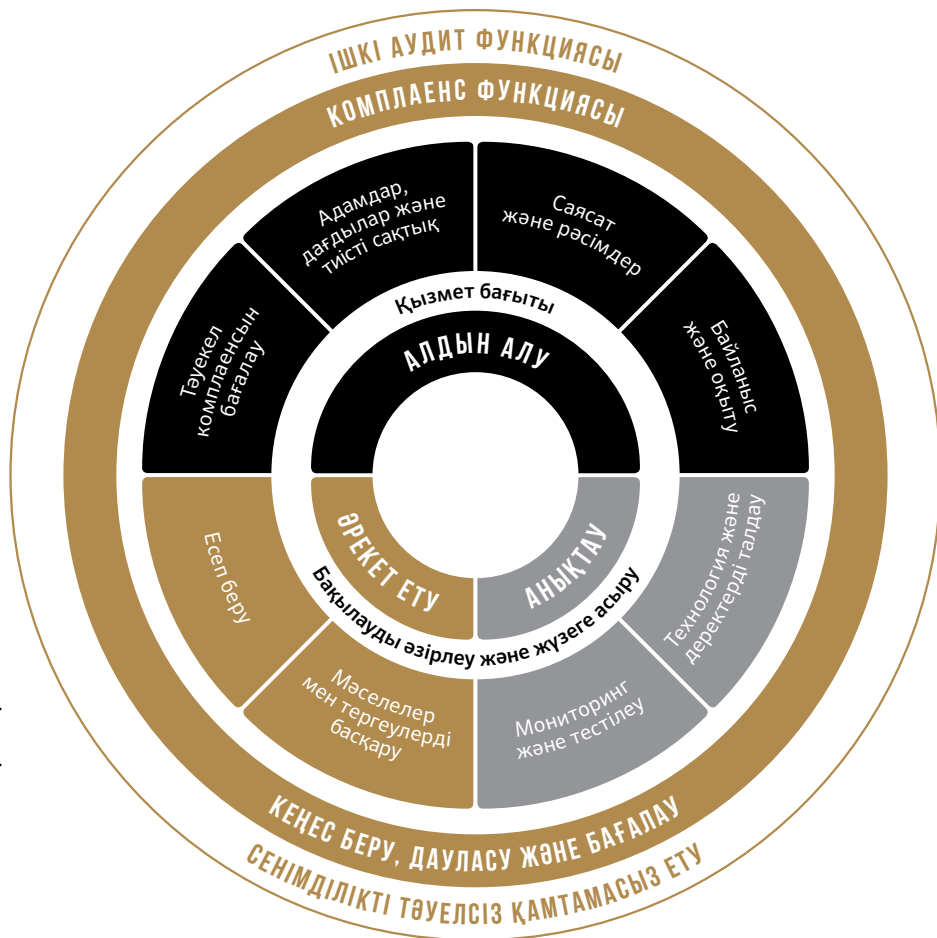 ІШКІ АУДИТ ФУНКЦИЯСЫ
КОМПЛАЕНС ФУНКЦИЯСЫ
Адамдар,
дағдылар және
тиісті сақтық
Саясат
және рәсімдер
Тәуекел
комплаенсын
бағалау
Байланыс
және оқыту
Қызмет бағыты
АЛДЫН АЛУ
ӘРЕКЕТ ЕТУ
АНЫҚТАУ
Бақылауды әзірлеу және жүзеге асыру
Есеп беру
Технология және
деректерді талдау
Мәселелер
мен тергеулерді
басқару
Мониторинг
және тестілеу
КЕҢЕС БЕРУ, ДАУЛАСУ ЖӘНЕ БАҒАЛАУ
СЕНІМДІЛІКТІ ТӘУЕЛСІЗ ҚАМТАМАСЫЗ ЕТУ